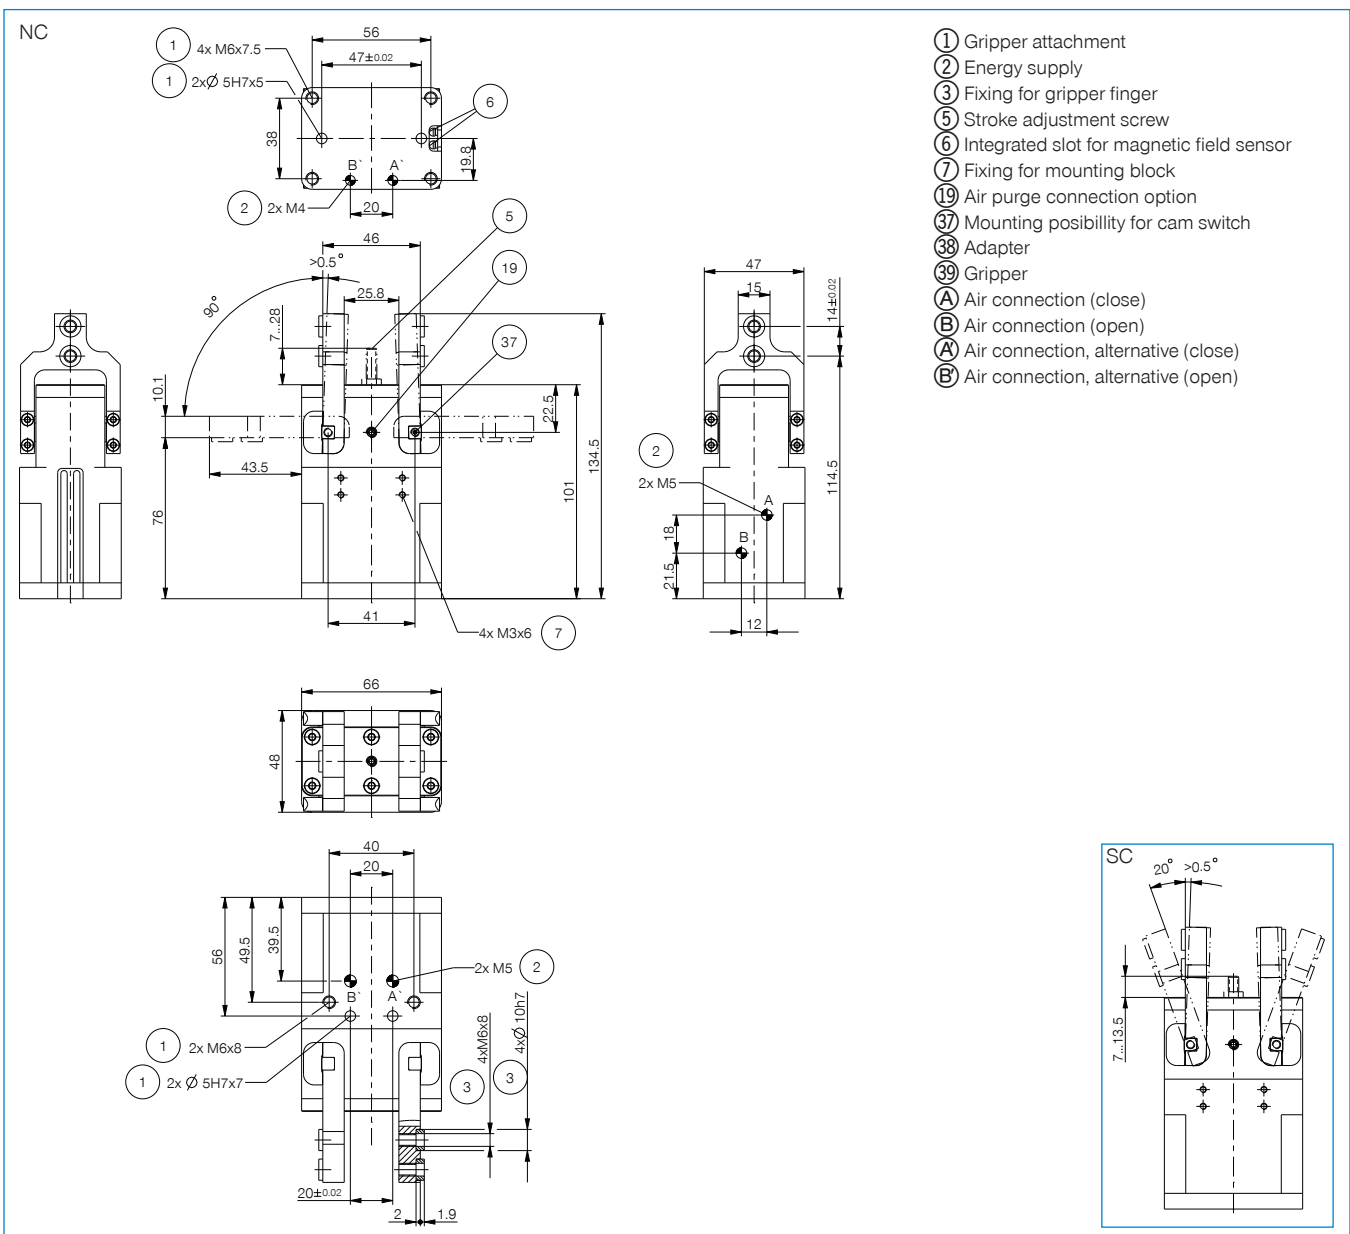 NC
56
1 4x M6x7.5
47±0.02
1 2xØ 5H7x5
6
38
19.8
B` A`
2 2x M4
20
5
46
>0.5°
19
90°
25.8
7...28
37
10.1
22.5
43.5
134.5
101
76
41
4x M3x6 7
47
15
14±0.02
2
2x M5
A
18
B
114.5
21.5
12
66
48
40
20
56
49.5
39.5
2x M5 2
B` A`
1 2x M6x8
1 2x Ø 5H7x7
3
4xM6x8
3
4xØ 10h7
20±0.02
2
1.9
① Gripper attachment
② Energy supply
③ Fixing for gripper finger
⑤ Stroke adjustment screw
⑥ Integrated slot for magnetic field sensor
⑦ Fixing for mounting block
⑲ Air purge connection option
㊲ Mounting posibillity for cam switch
㊳ Adapter
㊴ Gripper
Ⓐ Air connection (close)
Ⓑ Air connection (open)
A' Air connection, alternative (close)
B' Air connection, alternative (open)
SC
20° >0.5°
7...13.5